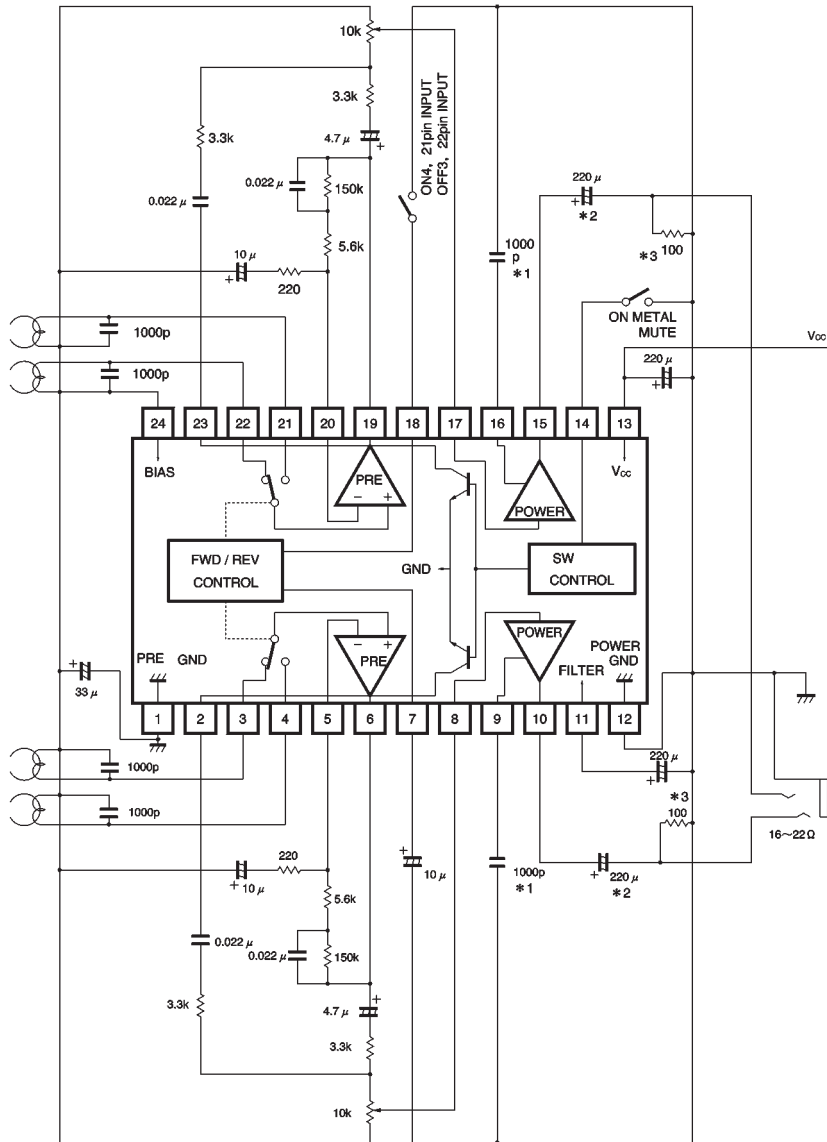 10k
3.3k
3.3k
4.7 μ
+
0.022 μ
0.022 μ
150k
5.6k
10 μ
+
220
ON4, 21pin INPUT
OFF3, 22pin INPUT
220 μ
+
*2
*3
100
1000
p
*1
ON METAL
MUTE
Vcc
220 μ
+
1000p
1000p
24
23
22
21
20
19
18
17
16
15
14
13
BIAS
PRE
− +
POWER
Vcc
FWD / REV
CONTROL
GND
SW
CONTROL
PRE
GND
− +
PRE
POWER
FILTER
POWER
GND
+
33 μ
1
2
3
4
5
6
7
8
9
10
11
12
1000p
1000p
220 μ
+
*3
100
16~22Ω
220
+
10 μ
5.6k
0.022 μ
0.022 μ
150k
+
10 μ
1000p
*1
+
220 μ
*2
3.3k
4.7 μ
+
3.3k
10k